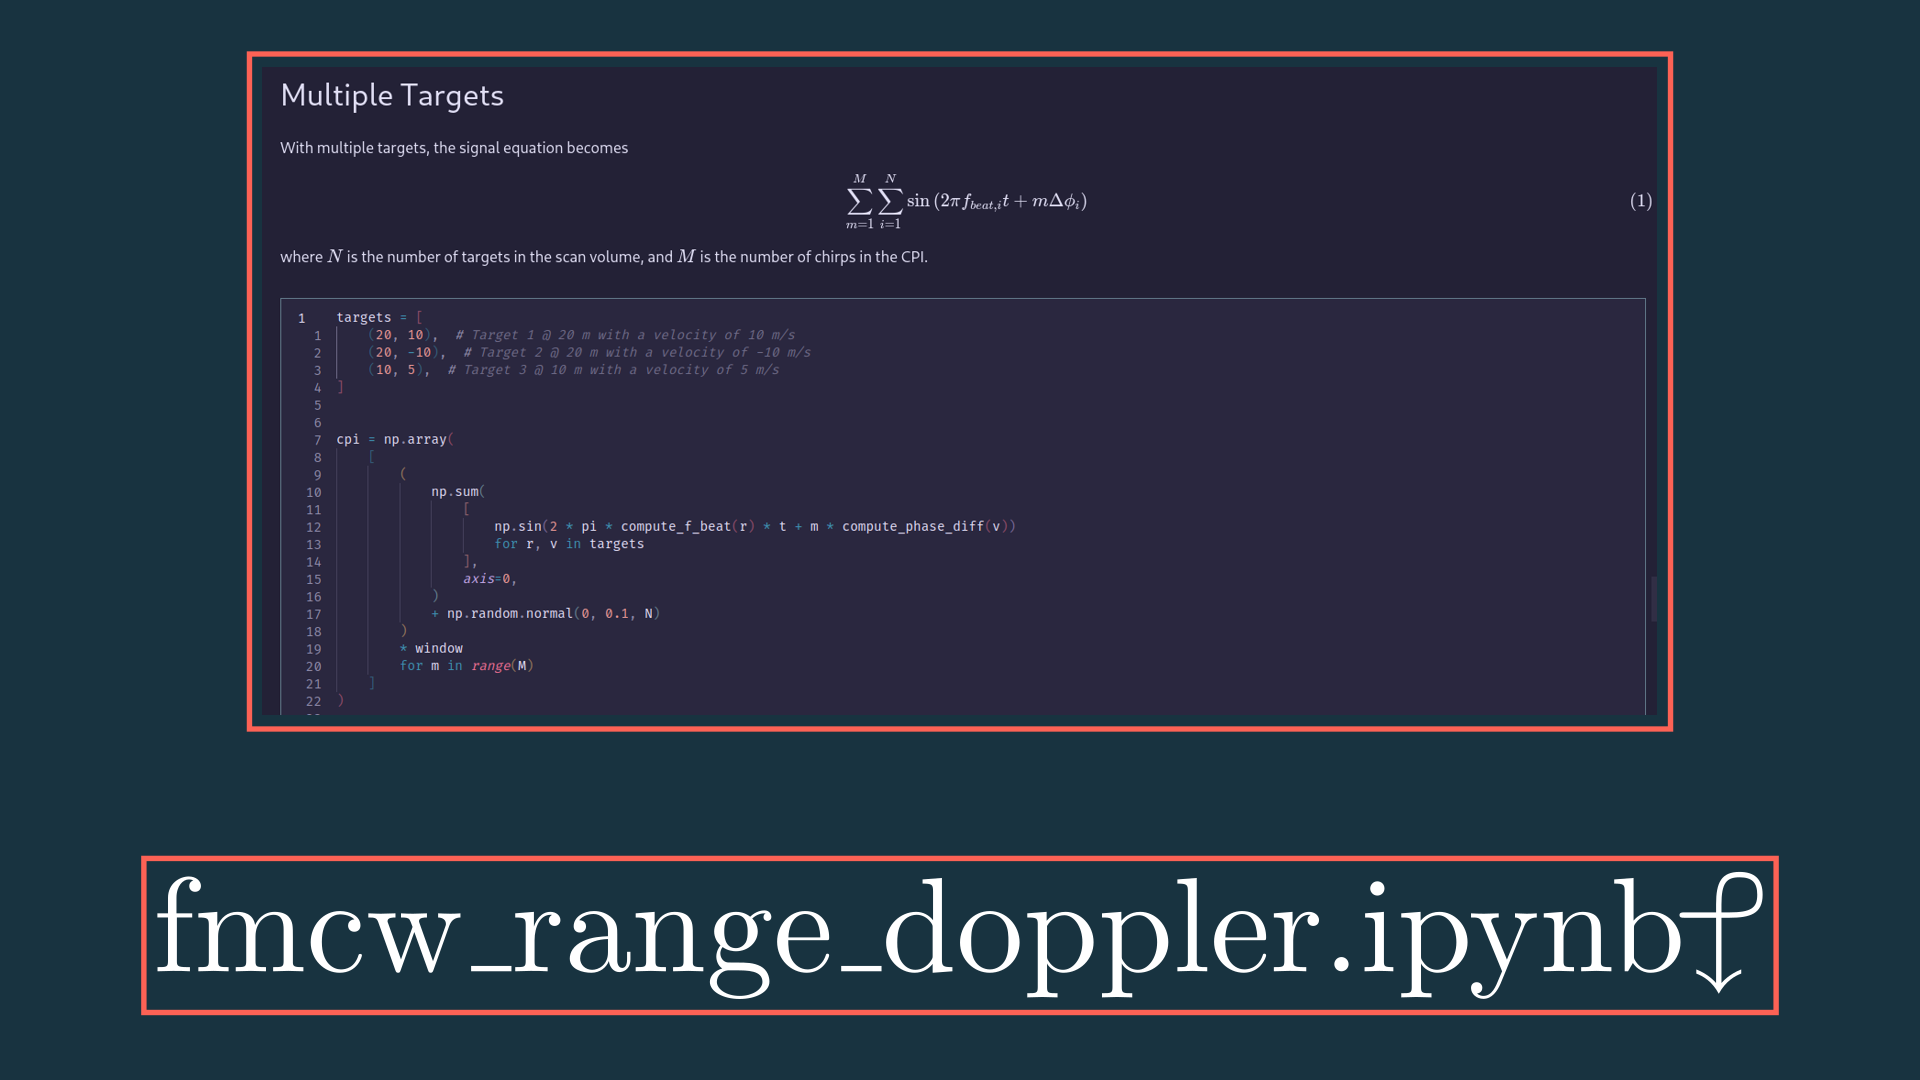 Multiple Targets
With multiple targets, the signal equation becomes
\sum_{m=1}^{M} \sum_{i=1}^{N} \sin(2\pi f_{beat,i} t + m\Delta\phi_i) (1)
where N is the number of targets in the scan volume, and M is the number of chirps in the CPI.
1 targets = [
1 (20, 10), # Target 1 @ 20 m with a velocity of 10 m/s
2 (20, -10), # Target 2 @ 20 m with a velocity of -10 m/s
3 (10, 5), # Target 3 @ 10 m with a velocity of 5 m/s
4 ]
5
6
7 cpi = np.array(
8 [
9 (
10 np.sum(
11 [
12 np.sin(2 * pi * compute_f_beat(r) * t + m * compute_phase_diff(v))
13 for r, v in targets
14 ],
15 axis=0,
16 )
17 + np.random.normal(0, 0.1, N)
18 )
19 * window
20 for m in range(M)
21 ]
22 )
fmcw_range_doppler.ipynb